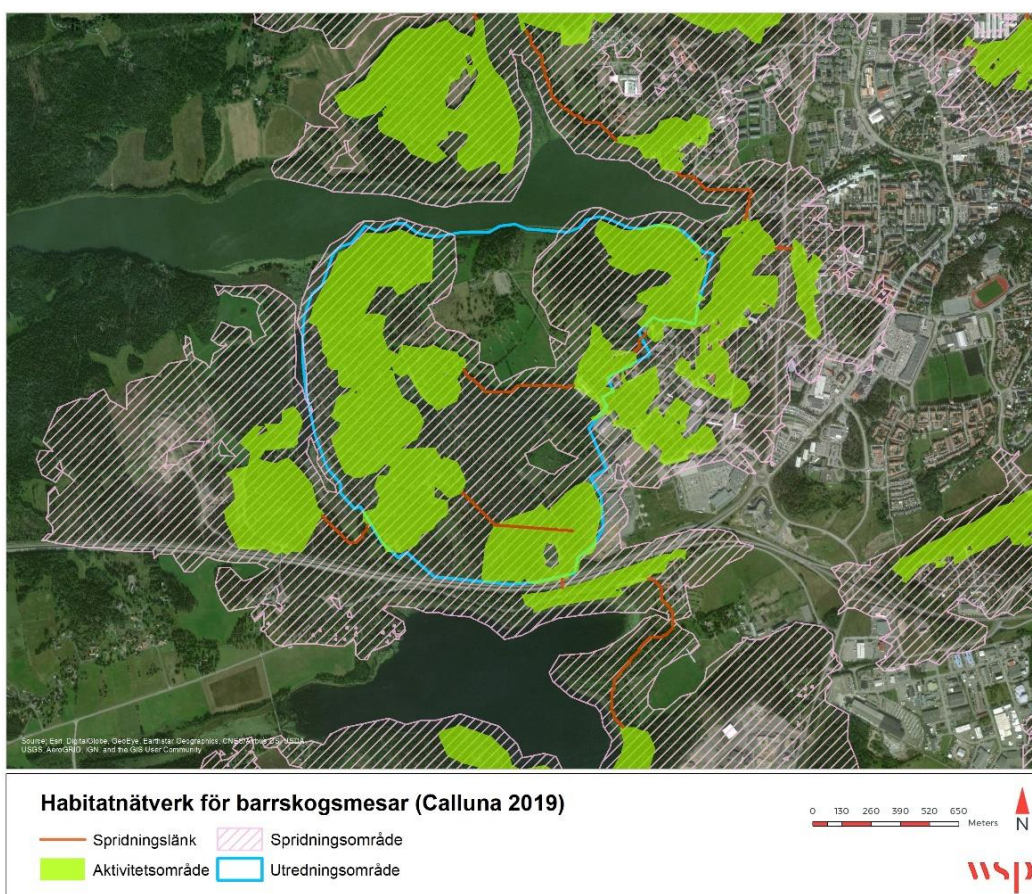 Source: Esri, DigitalGlobe, GeoEye, Earthstar Geographics, CNES/Airbus DS, USDA,
USGS, AeroGRID, IGN, and the GIS User Community
Habitatnätverk för barrskogsmesar (Calluna 2019)
Spridningslänk
Spridningsområde
Aktivitetsområde
Utredningsområde
0 130 260 390 520 650
Meters
N
wsp